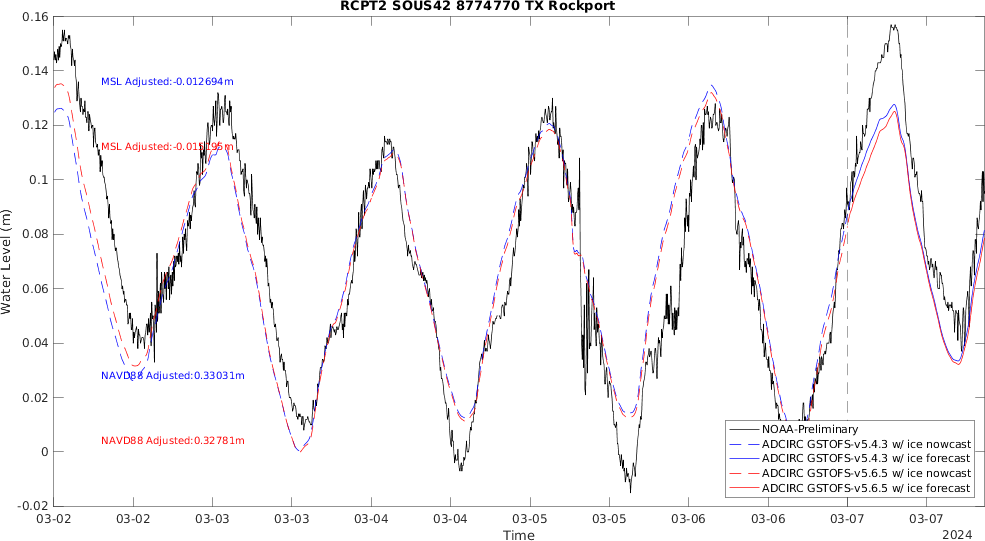 RCPT2 SOUS42 8774770 TX Rockport
Water Level (m)
0.16
0.14
0.12
0.1
0.08
0.06
0.04
0.02
0
-0.02
MSL Adjusted:-0.012694m
MSL Adjusted:-0.015195m
NAVD88 Adjusted:0.33031m
NAVD88 Adjusted:0.32781m
NOAA-Preliminary
ADCIRC GSTOFS-v5.4.3 w/ ice nowcast
ADCIRC GSTOFS-v5.4.3 w/ ice forecast
ADCIRC GSTOFS-v5.6.5 w/ ice nowcast
ADCIRC GSTOFS-v5.6.5 w/ ice forecast
03-02 03-02 03-03 03-03 03-04 03-04 03-05 03-05 03-06 03-06 03-07 03-07
Time
2024